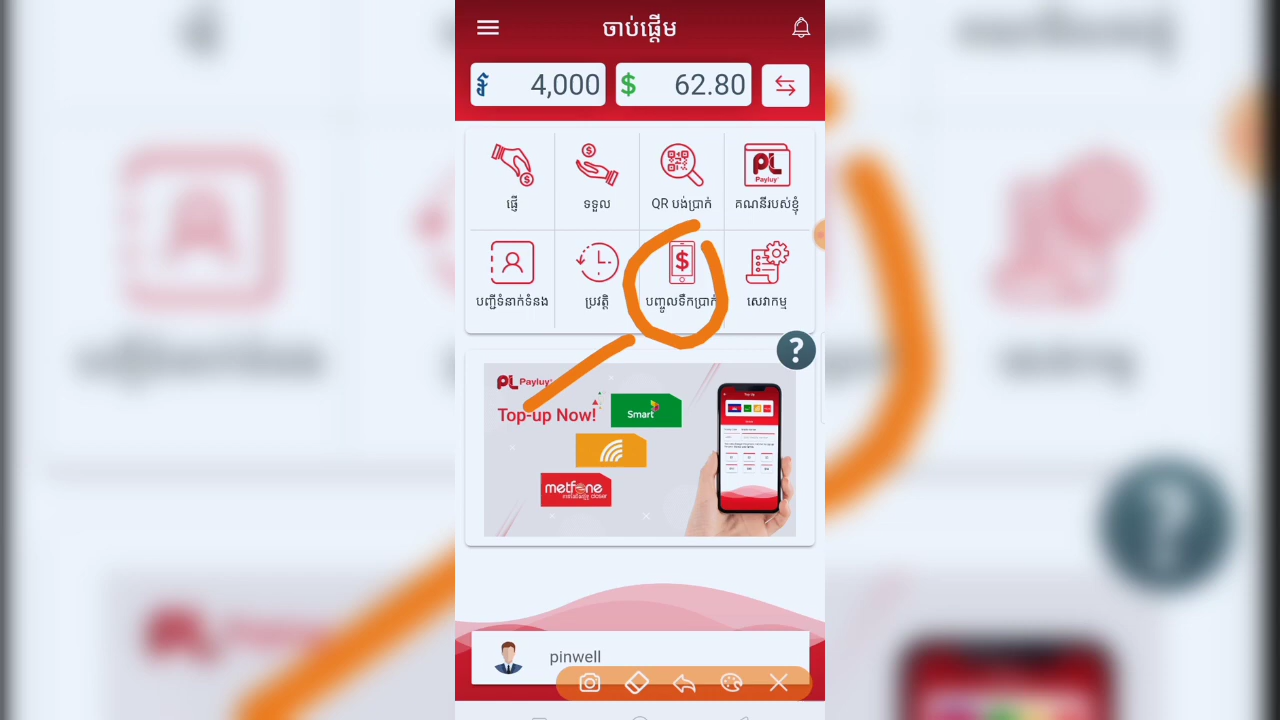 ចាប់ផ្តើម
៛ 4,000 $ 62.80
ផ្ញើ ទទួល QR បង់ប្រាក់ គណនីរបស់ខ្ញុំ
PL Payluy
បញ្ជីទំនាក់ទំនង ប្រវត្តិ បញ្ចូលទឹកប្រាក់ សេវាកម្ម
?
PL Payluy
Top-up Now!
Smart
metfone
pinwell